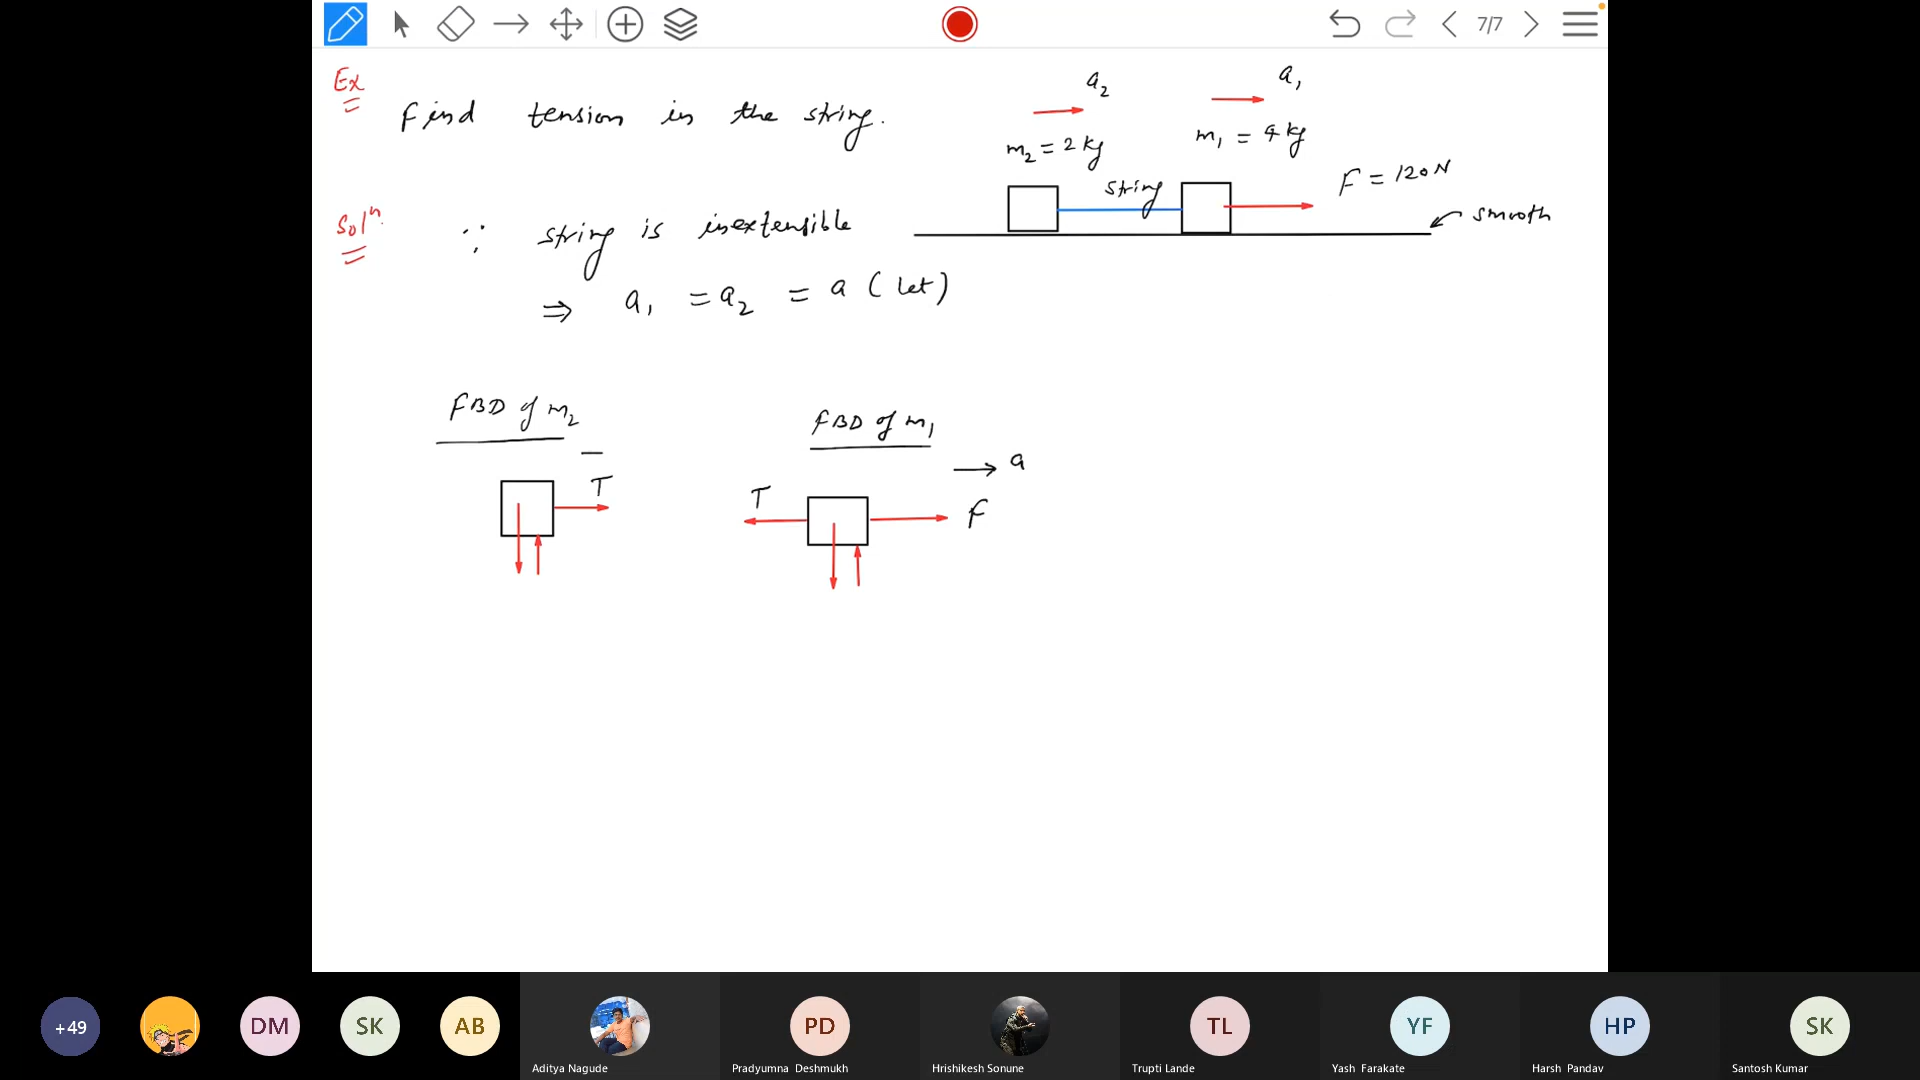 7/7
Ex
Find tension in the string.
a2
a1
m2 = 2 kg
m1 = 4 kg
string
F = 120N
smooth
Solⁿ.
∵ string is inextensible
⇒ a1 = a2 = a (let)
FBD of m2
FBD of m1
T
T
a
F
+49
DM
SK
AB
PD
TL
YF
HP
SK
Aditya Nagude
Pradyumna Deshmukh
Hrishikesh Sonune
Trupti Lande
Yash Farakate
Harsh Pandav
Santosh Kumar